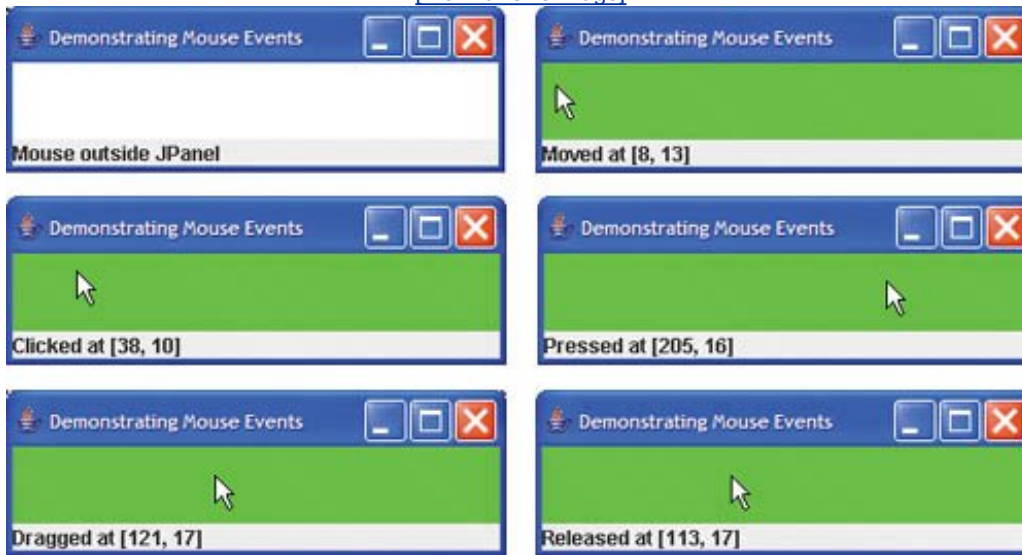 Demonstrating Mouse Events
Mouse outside JPanel
Demonstrating Mouse Events
Moved at [8, 13]
Demonstrating Mouse Events
Clicked at [38, 10]
Demonstrating Mouse Events
Pressed at [205, 16]
Demonstrating Mouse Events
Dragged at [121, 17]
Demonstrating Mouse Events
Released at [113, 17]